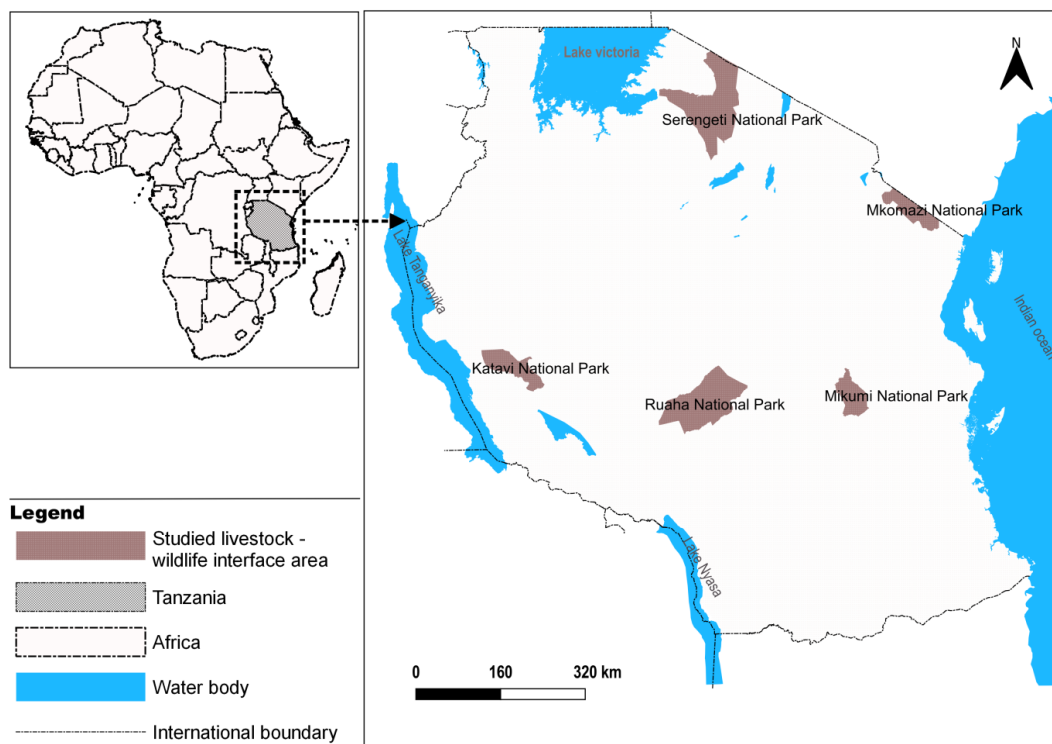 Lake victoria
N
Serengeti National Park
Mkomazi National Park
Lake Tanganyika
Indian ocean
Katavi National Park
Ruaha National Park
Mikumi National Park
Lake Nyasa
0 160 320 km
Legend
Studied livestock -
wildlife interface area
Tanzania
Africa
Water body
International boundary